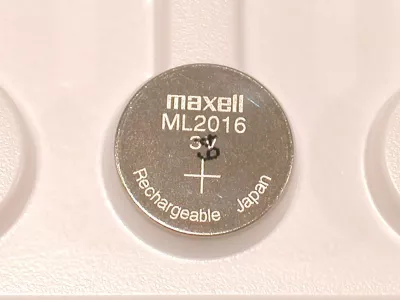 maxell
ML2016
3V
+
Rechargeable Japan